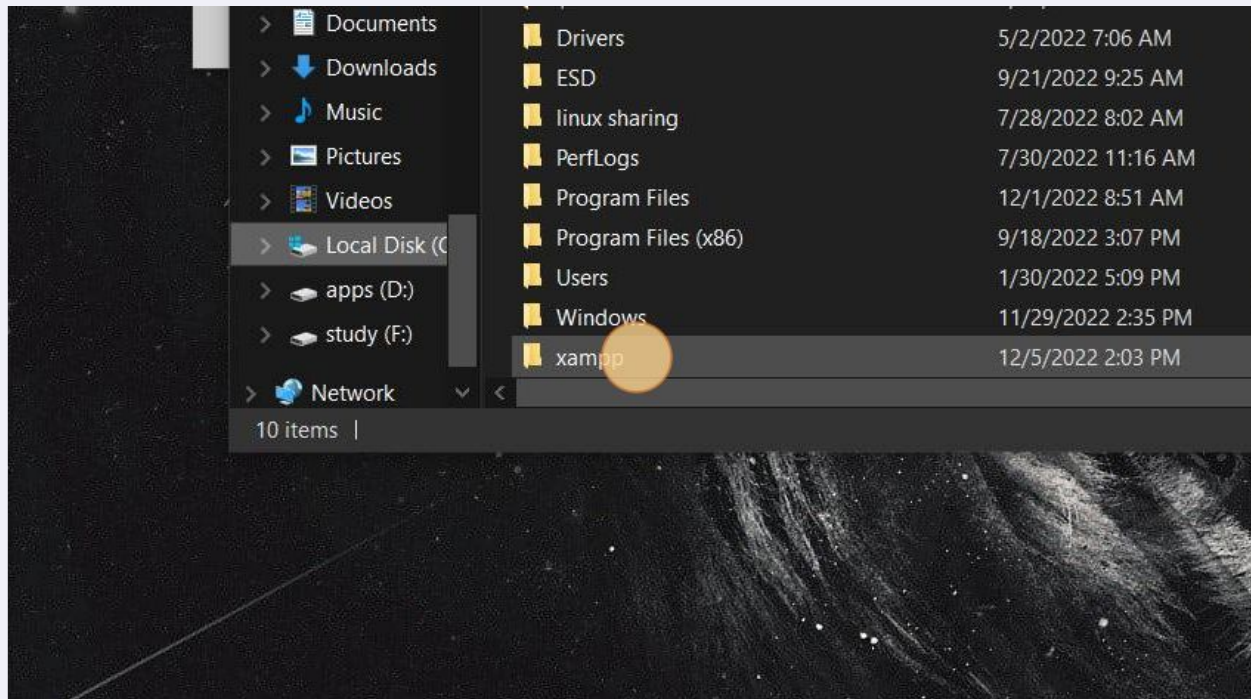 Documents
Downloads
Music
Pictures
Videos
Local Disk (C
apps (D:)
study (F:)
Network
Drivers 5/2/2022 7:06 AM
ESD 9/21/2022 9:25 AM
linux sharing 7/28/2022 8:02 AM
PerfLogs 7/30/2022 11:16 AM
Program Files 12/1/2022 8:51 AM
Program Files (x86) 9/18/2022 3:07 PM
Users 1/30/2022 5:09 PM
Windows 11/29/2022 2:35 PM
xampp 12/5/2022 2:03 PM
10 items